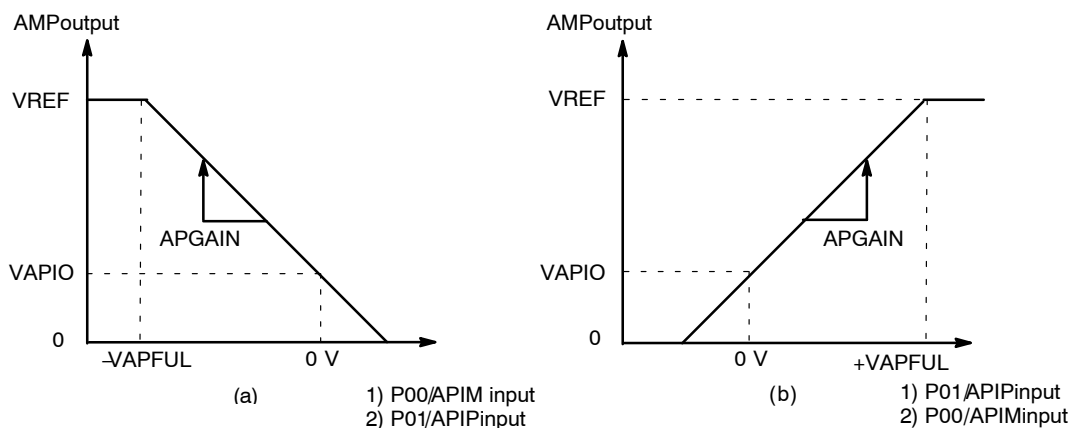 AMPoutput
VREF
APGAIN
VAPIO
0
–VAPFUL
0 V
(a)
1) P00/APIM input
2) P01/APIPinput
AMPoutput
VREF
APGAIN
VAPIO
0
0 V
+VAPFUL
(b)
1) P01/APIPinput
2) P00/APIMinput